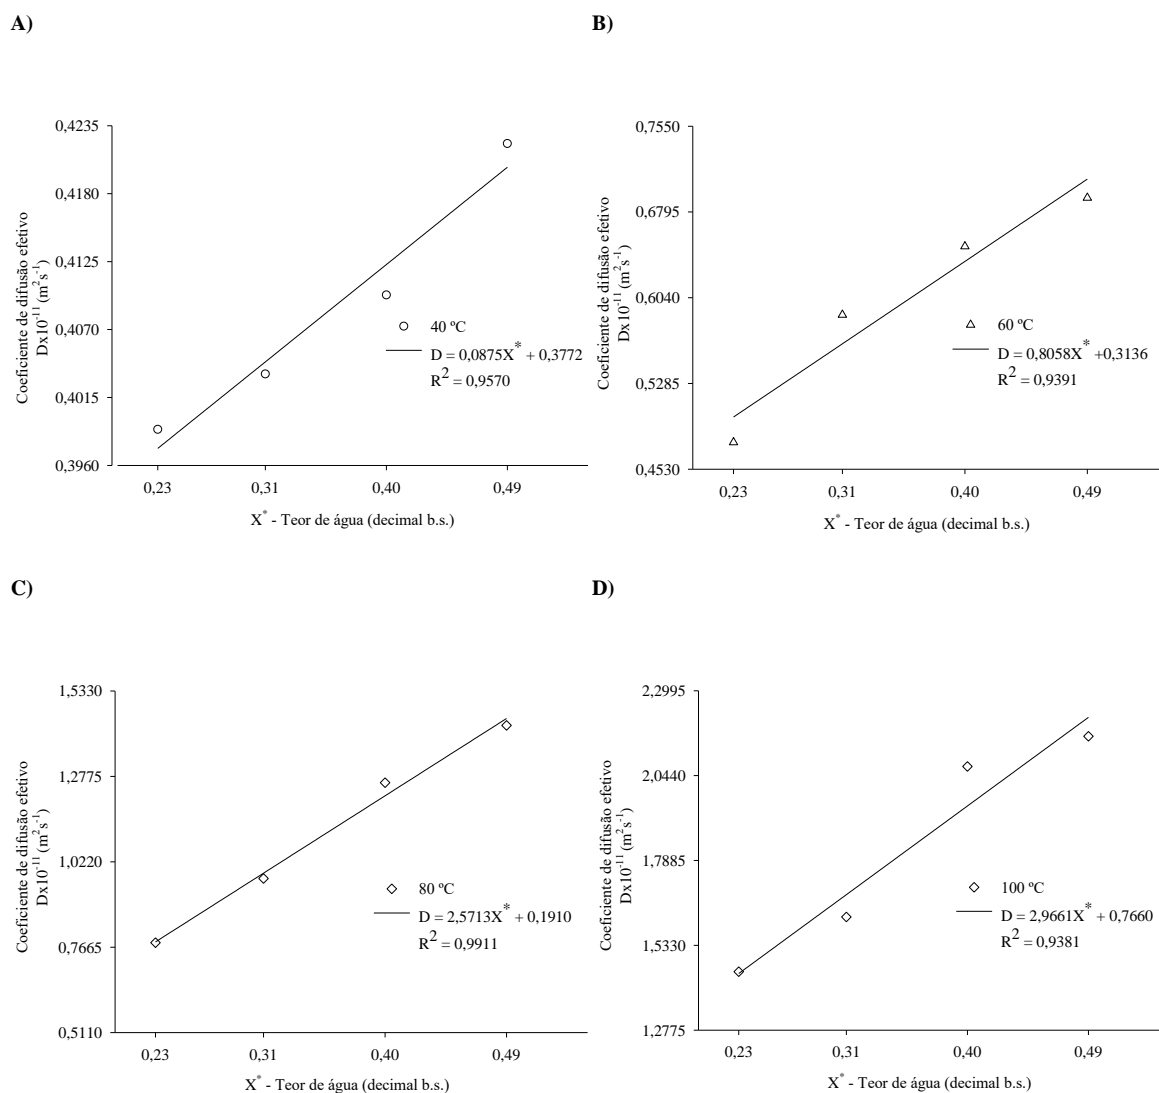 A)
Coeficiente de difusão efetivo
Dx10⁻¹¹ (m²s⁻¹)
0,4235
0,4180
0,4125
0,4070
0,4015
0,3960
40 ºC
D = 0,0875X* + 0,3772
R² = 0,9570
0,23 0,31 0,40 0,49
X* - Teor de água (decimal b.s.)
B)
Coeficiente de difusão efetivo
Dx10⁻¹¹ (m²s⁻¹)
0,7550
0,6795
0,6040
0,5285
0,4530
60 ºC
D = 0,8058X* +0,3136
R² = 0,9391
0,23 0,31 0,40 0,49
X* - Teor de água (decimal b.s.)
C)
Coeficiente de difusão efetivo
Dx10⁻¹¹ (m²s⁻¹)
1,5330
1,2775
1,0220
0,7665
0,5110
80 ºC
D = 2,5713X* + 0,1910
R² = 0,9911
0,23 0,31 0,40 0,49
X* - Teor de água (decimal b.s.)
D)
Coeficiente de difusão efetivo
Dx10⁻¹¹ (m²s⁻¹)
2,2995
2,0440
1,7885
1,5330
1,2775
100 ºC
D = 2,9661X* + 0,7660
R² = 0,9381
0,23 0,31 0,40 0,49
X* - Teor de água (decimal b.s.)